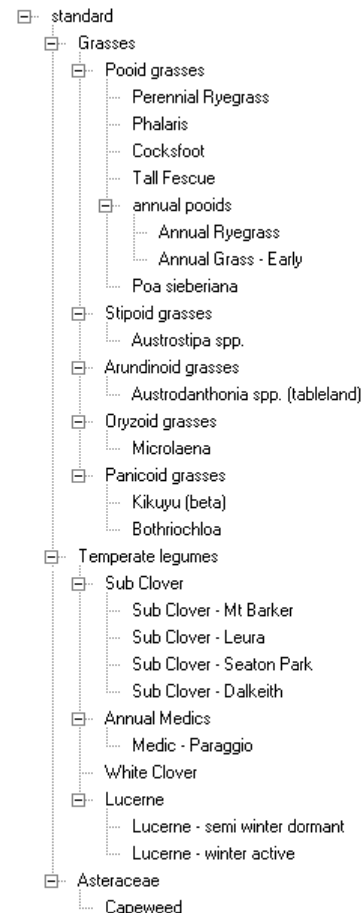 standard
Grasses
Pooid grasses
Perennial Ryegrass
Phalaris
Cocksfoot
Tall Fescue
annual pooids
Annual Ryegrass
Annual Grass - Early
Poa sieberiana
Stipoid grasses
Austrostipa spp.
Arundinoid grasses
Austrodanthonia spp. (tableland)
Oryzoid grasses
Microlaena
Panicoid grasses
Kikuyu (beta)
Bothriochloa
Temperate legumes
Sub Clover
Sub Clover - Mt Barker
Sub Clover - Leura
Sub Clover - Seaton Park
Sub Clover - Dalkeith
Annual Medics
Medic - Paraggio
White Clover
Lucerne
Lucerne - semi winter dormant
Lucerne - winter active
Asteraceae
Capeweed